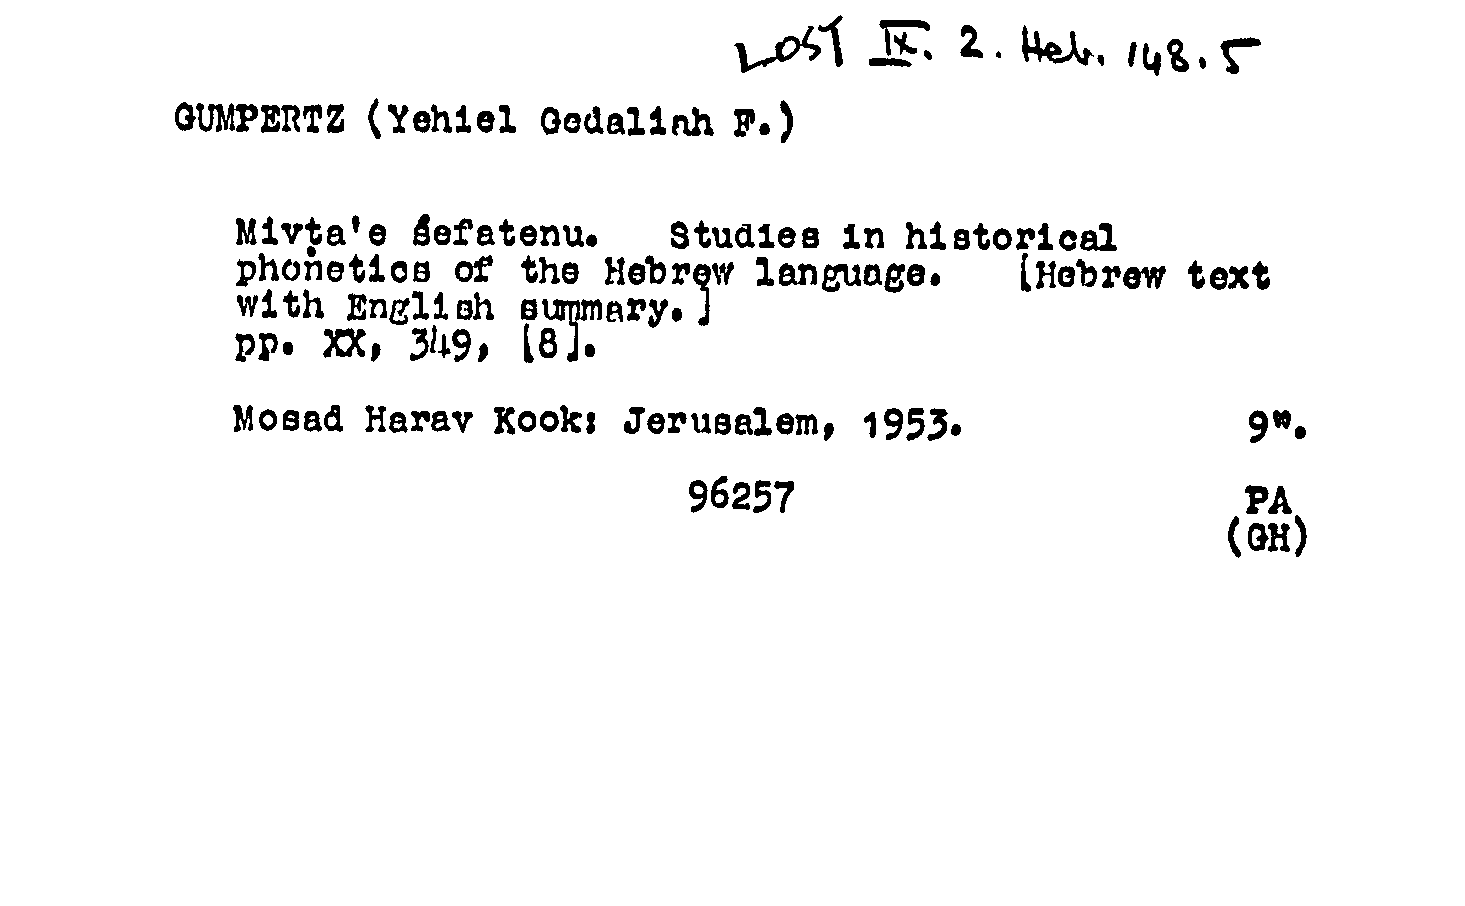 LOST IX. 2. Heb. 148.5
GUMPERTZ (Yehiel Gedaliah F.)
Mivṭa'e śefatenu. Studies in historical
phonetics of the Hebrew language. [Hebrew text
with English summary.]
pp. XX, 349, [8].
Mosad Harav Kook: Jerusalem, 1953. 9".
96257 PA
(GH)